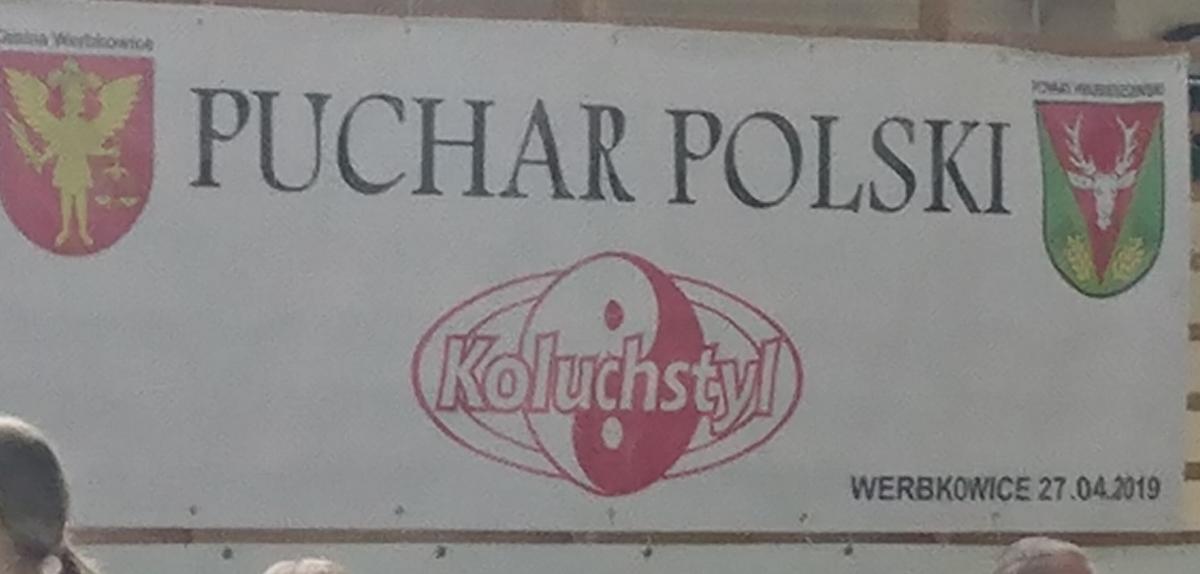 Gmina Werbkowice
POWIAT HRUBIESZOWSKI
PUCHAR POLSKI
Koluchstyl
WERBKOWICE 27.04.2019